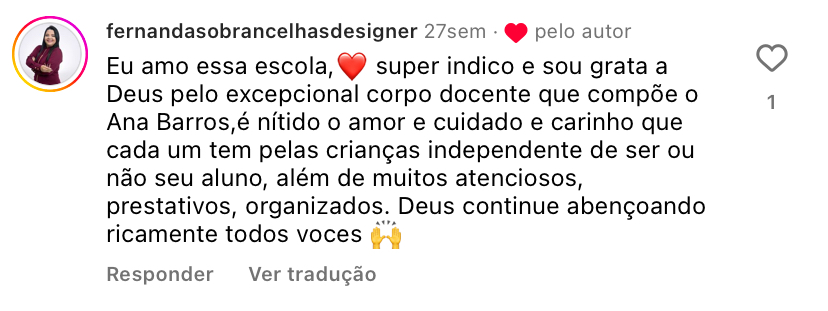 fernandasobrancelhasdesigner 27sem · ❤ pelo autor
Eu amo essa escola,❤️ super indico e sou grata a
Deus pelo excepcional corpo docente que compõe o
Ana Barros,é nítido o amor e cuidado e carinho que
cada um tem pelas crianças independente de ser ou
não seu aluno, além de muitos atenciosos,
prestativos, organizados. Deus continue abençoando
ricamente todos voces 🙌
1
Responder Ver tradução